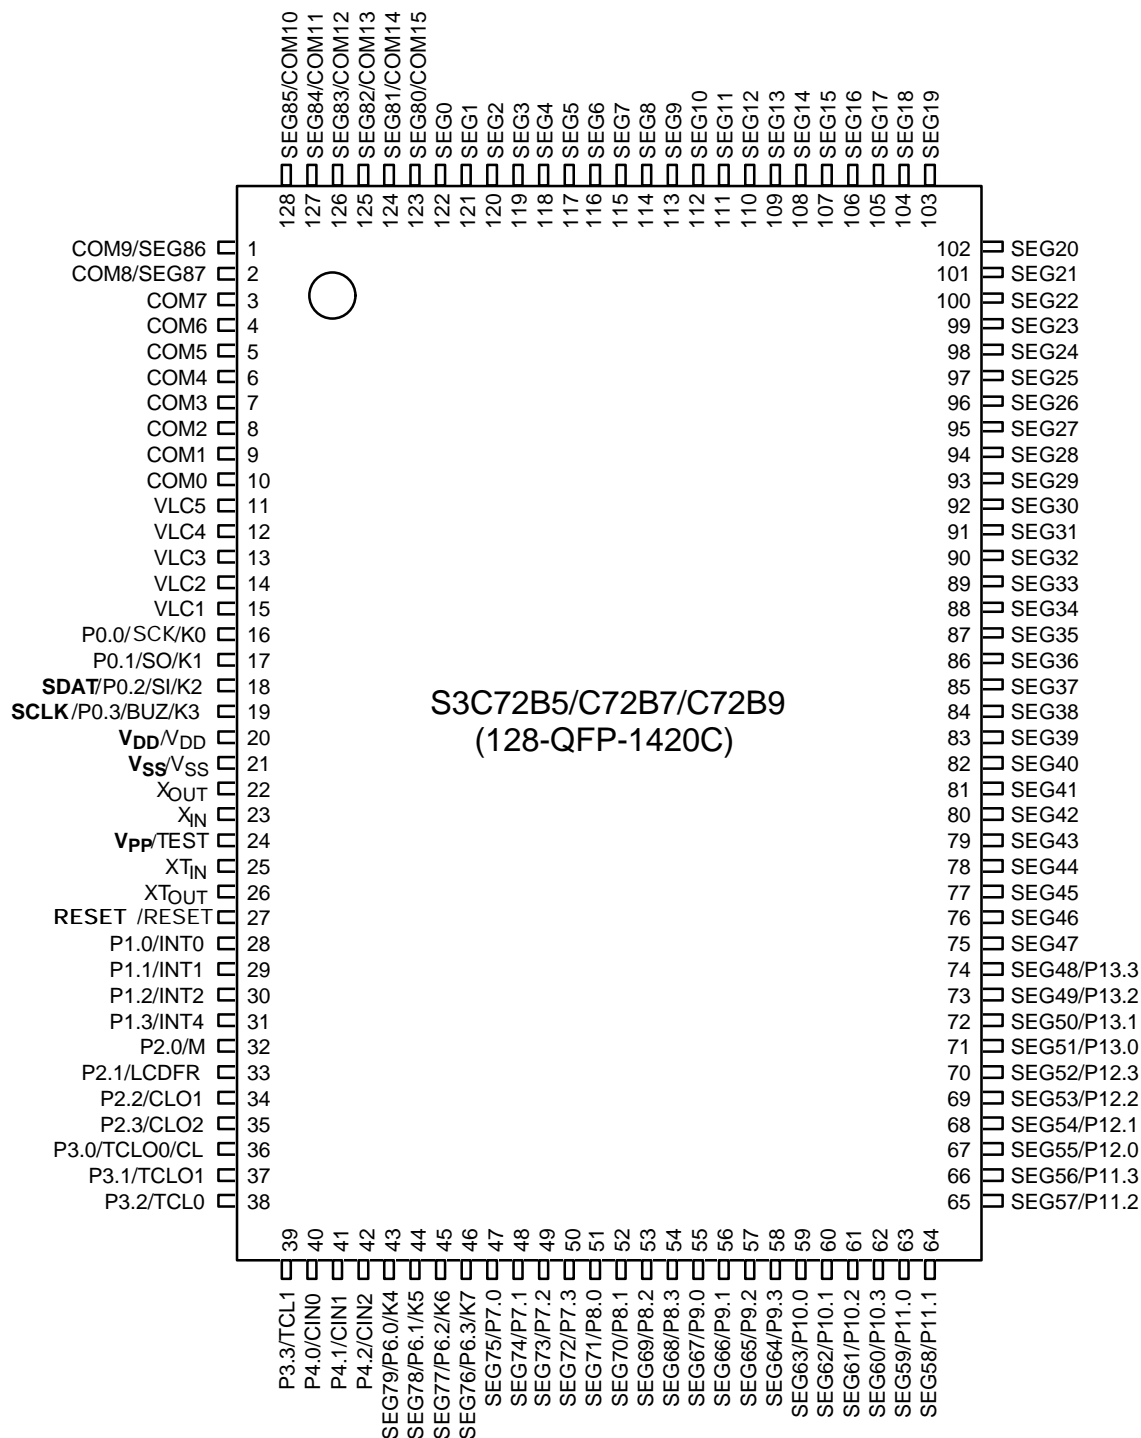 SEG85/COM10
SEG84/COM11
SEG83/COM12
SEG82/COM13
SEG81/COM14
SEG80/COM15
SEG0
SEG1
SEG2
SEG3
SEG4
SEG5
SEG6
SEG7
SEG8
SEG9
SEG10
SEG11
SEG12
SEG13
SEG14
SEG15
SEG16
SEG17
SEG18
SEG19
128
127
126
125
124
123
122
121
120
119
118
117
116
115
114
113
112
111
110
109
108
107
106
105
104
103
COM9/SEG86 1
COM8/SEG87 2
COM7 3
COM6 4
COM5 5
COM4 6
COM3 7
COM2 8
COM1 9
COM0 10
VLC5 11
VLC4 12
VLC3 13
VLC2 14
VLC1 15
P0.0/SCK/K0 16
P0.1/SO/K1 17
SDAT/P0.2/SI/K2 18
SCLK/P0.3/BUZ/K3 19
VDD/VDD 20
VSS/VSS 21
XOUT 22
XIN 23
VPP/TEST 24
XTIN 25
XTOUT 26
RESET /RESET 27
P1.0/INT0 28
P1.1/INT1 29
P1.2/INT2 30
P1.3/INT4 31
P2.0/M 32
P2.1/LCDFR 33
P2.2/CLO1 34
P2.3/CLO2 35
P3.0/TCLO0/CL 36
P3.1/TCLO1 37
P3.2/TCL0 38
S3C72B5/C72B7/C72B9
(128-QFP-1420C)
102 SEG20
101 SEG21
100 SEG22
99 SEG23
98 SEG24
97 SEG25
96 SEG26
95 SEG27
94 SEG28
93 SEG29
92 SEG30
91 SEG31
90 SEG32
89 SEG33
88 SEG34
87 SEG35
86 SEG36
85 SEG37
84 SEG38
83 SEG39
82 SEG40
81 SEG41
80 SEG42
79 SEG43
78 SEG44
77 SEG45
76 SEG46
75 SEG47
74 SEG48/P13.3
73 SEG49/P13.2
72 SEG50/P13.1
71 SEG51/P13.0
70 SEG52/P12.3
69 SEG53/P12.2
68 SEG54/P12.1
67 SEG55/P12.0
66 SEG56/P11.3
65 SEG57/P11.2
39
40
41
42
43
44
45
46
47
48
49
50
51
52
53
54
55
56
57
58
59
60
61
62
63
64
P3.3/TCL1
P4.0/CIN0
P4.1/CIN1
P4.2/CIN2
SEG79/P6.0/K4
SEG78/P6.1/K5
SEG77/P6.2/K6
SEG76/P6.3/K7
SEG75/P7.0
SEG74/P7.1
SEG73/P7.2
SEG72/P7.3
SEG71/P8.0
SEG70/P8.1
SEG69/P8.2
SEG68/P8.3
SEG67/P9.0
SEG66/P9.1
SEG65/P9.2
SEG64/P9.3
SEG63/P10.0
SEG62/P10.1
SEG61/P10.2
SEG60/P10.3
SEG59/P11.0
SEG58/P11.1